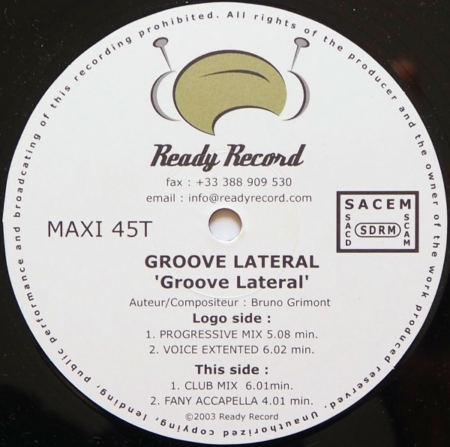 All rights of the producer and the owner of the work produced reserved. Unauthorized copying, lending, public performance and broadcasting of this recording prohibited.
Ready Record
fax : +33 388 909 530
email : info@readyrecord.com
MAXI 45T
SACEM
SACD
SDRM
SCAM
GROOVE LATERAL
'Groove Lateral'
Auteur/Compositeur : Bruno Grimont
Logo side :
1. PROGRESSIVE MIX 5.08 min.
2. VOICE EXTENTED 6.02 min.
This side :
1. CLUB MIX 6.01min.
2. FANY ACCAPELLA 4.01 min.
©2003 Ready Record